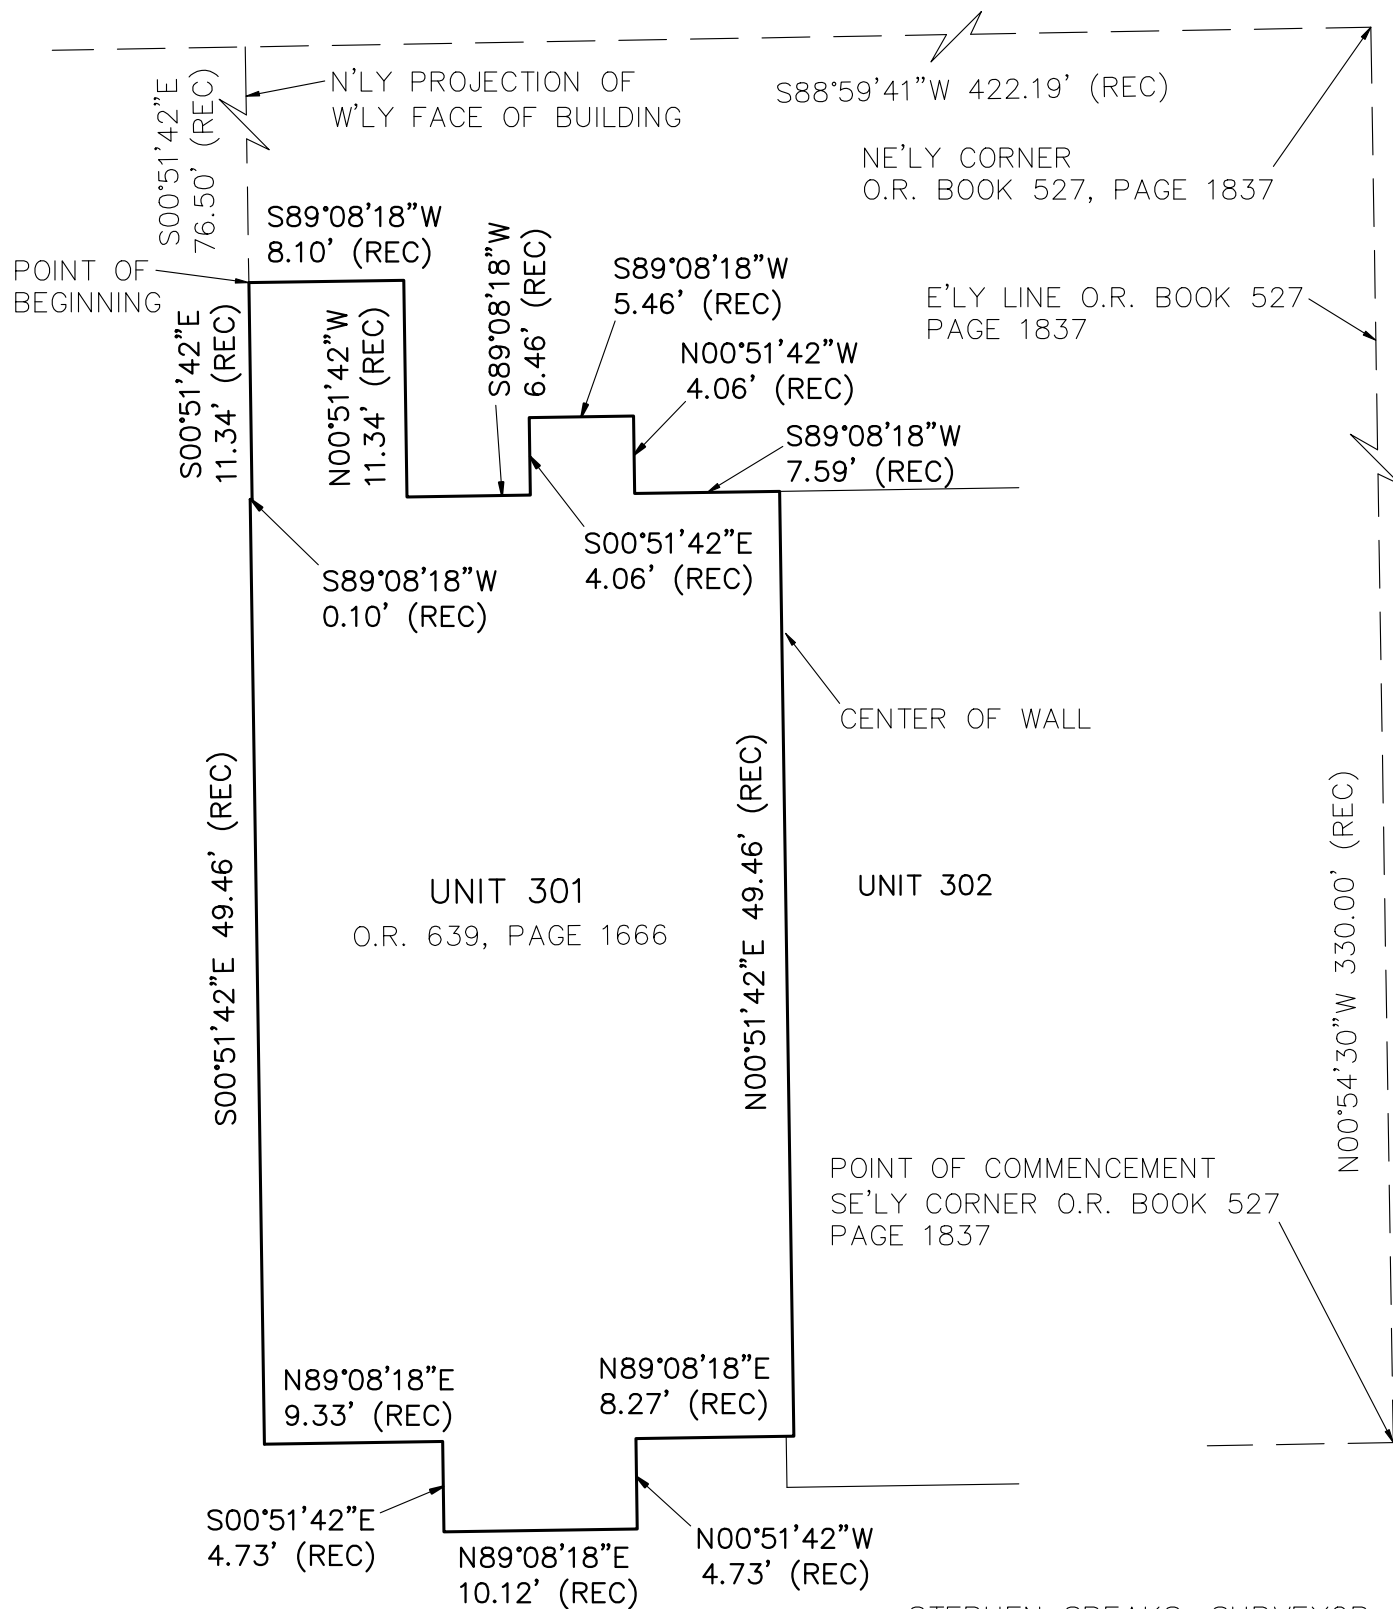 S00°51'42"E
76.50' (REC)
N'LY PROJECTION OF
W'LY FACE OF BUILDING
S88°59'41"W 422.19' (REC)
NE'LY CORNER
O.R. BOOK 527, PAGE 1837
S89°08'18"W
8.10' (REC)
POINT OF
BEGINNING
S00°51'42"E
11.34' (REC)
N00°51'42"W
11.34' (REC)
S89°08'18"W
6.46' (REC)
S89°08'18"W
5.46' (REC)
E'LY LINE O.R. BOOK 527
PAGE 1837
N00°51'42"W
4.06' (REC)
S89°08'18"W
7.59' (REC)
S00°51'42"E
4.06' (REC)
S89°08'18"W
0.10' (REC)
CENTER OF WALL
S00°51'42"E 49.46' (REC)
N00°51'42"E 49.46' (REC)
UNIT 301
O.R. 639, PAGE 1666
UNIT 302
N00°54'30"W 330.00' (REC)
POINT OF COMMENCEMENT
SE'LY CORNER O.R. BOOK 527
PAGE 1837
N89°08'18"E
9.33' (REC)
N89°08'18"E
8.27' (REC)
S00°51'42"E
4.73' (REC)
N89°08'18"E
10.12' (REC)
N00°51'42"W
4.73' (REC)